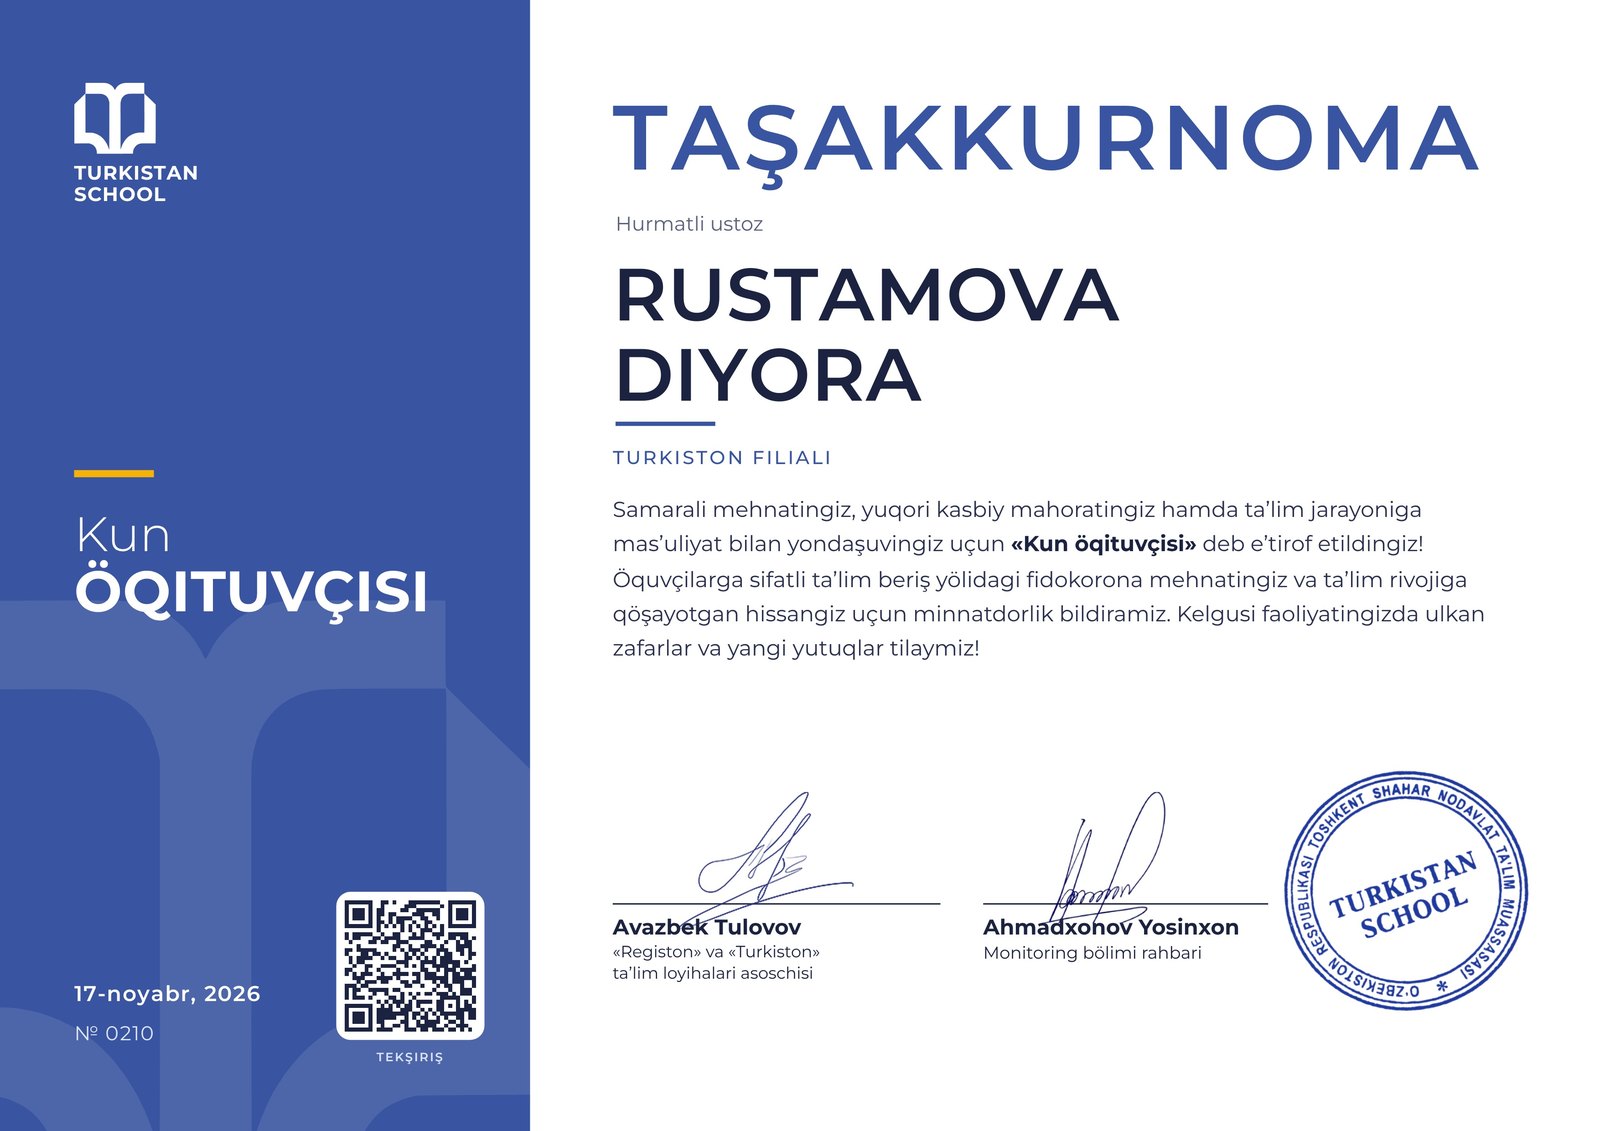 TURKISTAN
SCHOOL
Kun
ÖQITUVÇISI
17-noyabr, 2026
№ 0210
TEKŞIRIŞ
TAŞAKKURNOMA
Hurmatli ustoz
RUSTAMOVA
DIYORA
TURKISTON FILIALI
Samarali mehnatingiz, yuqori kasbiy mahoratingiz hamda ta’lim jarayoniga
mas’uliyat bilan yondaşuvingiz uçun «Kun öqituvçisi» deb e’tirof etildingiz!
Öquvçilarga sifatli ta’lim beriş yölidagi fidokorona mehnatingiz va ta’lim rivojiga
qöşayotgan hissangiz uçun minnatdorlik bildiramiz. Kelgusi faoliyatingizda ulkan
zafarlar va yangi yutuqlar tilaymiz!
Avazbek Tulovov
«Registon» va «Turkiston»
ta’lim loyihalari asoschisi
Ahmadxonov Yosinxon
Monitoring bölimi rahbari
O'ZBEKISTON RESPUBLIKASI TOSHKENT SHAHAR NODAVLAT TA'LIM MUASSASASI *
TURKISTAN
SCHOOL